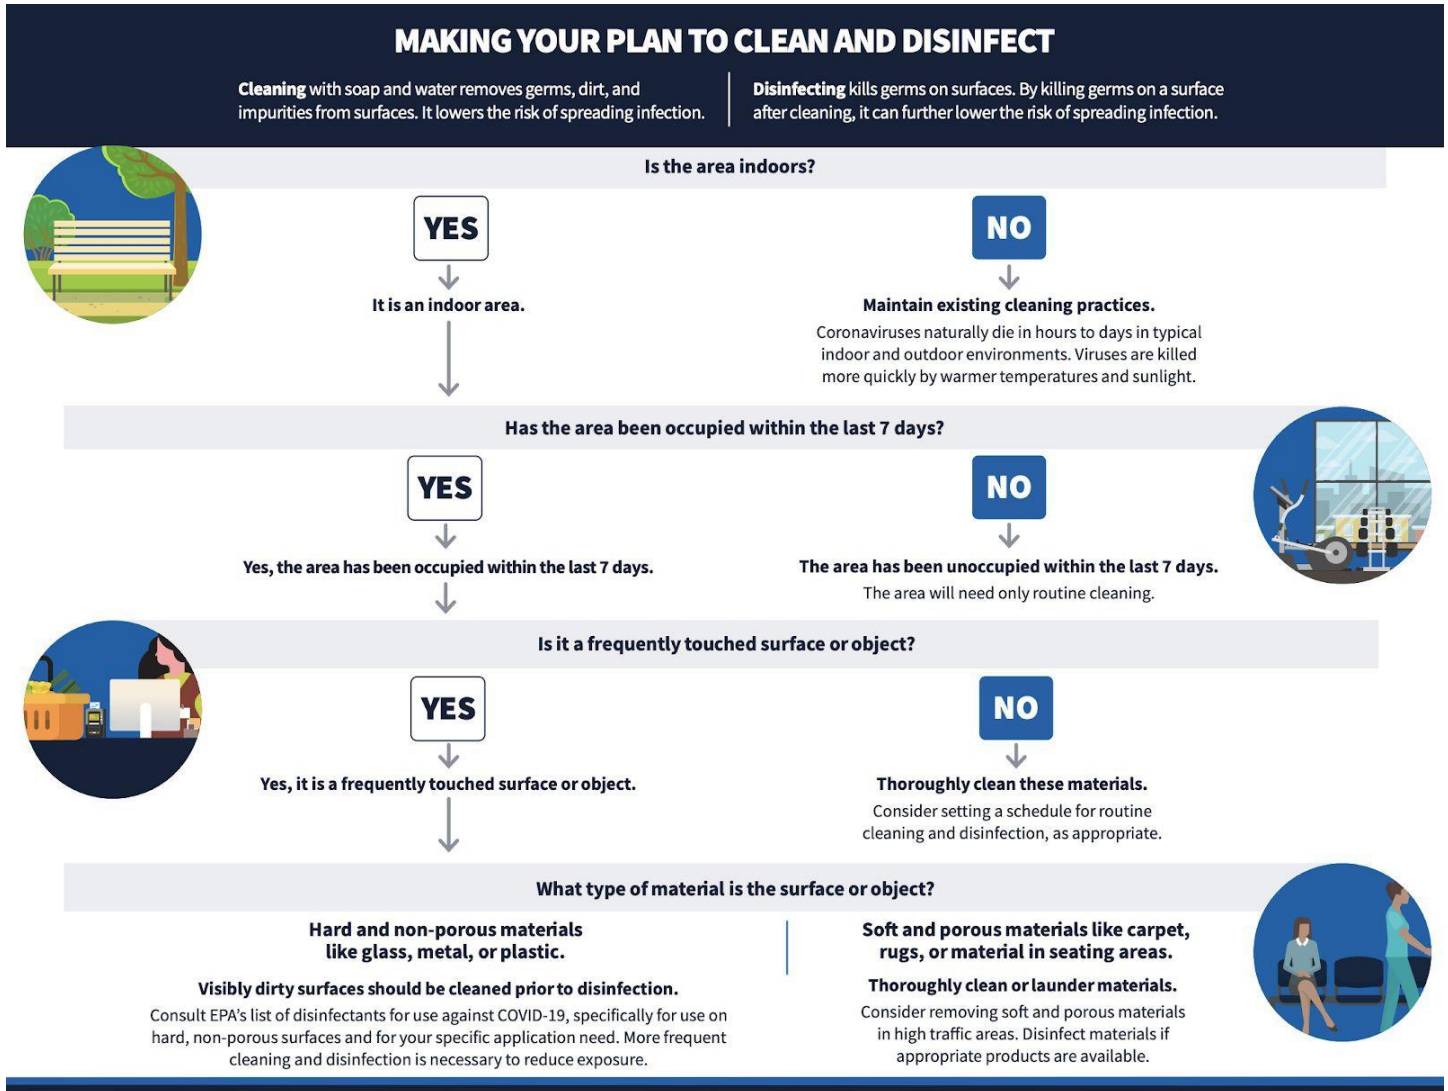 MAKING YOUR PLAN TO CLEAN AND DISINFECT
Cleaning with soap and water removes germs, dirt, and
impurities from surfaces. It lowers the risk of spreading infection.
Disinfecting kills germs on surfaces. By killing germs on a surface
after cleaning, it can further lower the risk of spreading infection.
Is the area indoors?
YES
It is an indoor area.
NO
Maintain existing cleaning practices.
Coronaviruses naturally die in hours to days in typical
indoor and outdoor environments. Viruses are killed
more quickly by warmer temperatures and sunlight.
Has the area been occupied within the last 7 days?
YES
Yes, the area has been occupied within the last 7 days.
NO
The area has been unoccupied within the last 7 days.
The area will need only routine cleaning.
Is it a frequently touched surface or object?
YES
Yes, it is a frequently touched surface or object.
NO
Thoroughly clean these materials.
Consider setting a schedule for routine
cleaning and disinfection, as appropriate.
What type of material is the surface or object?
Hard and non-porous materials
like glass, metal, or plastic.
Visibly dirty surfaces should be cleaned prior to disinfection.
Consult EPA's list of disinfectants for use against COVID-19, specifically for use on
hard, non-porous surfaces and for your specific application need. More frequent
cleaning and disinfection is necessary to reduce exposure.
Soft and porous materials like carpet,
rugs, or material in seating areas.
Thoroughly clean or launder materials.
Consider removing soft and porous materials
in high traffic areas. Disinfect materials if
appropriate products are available.